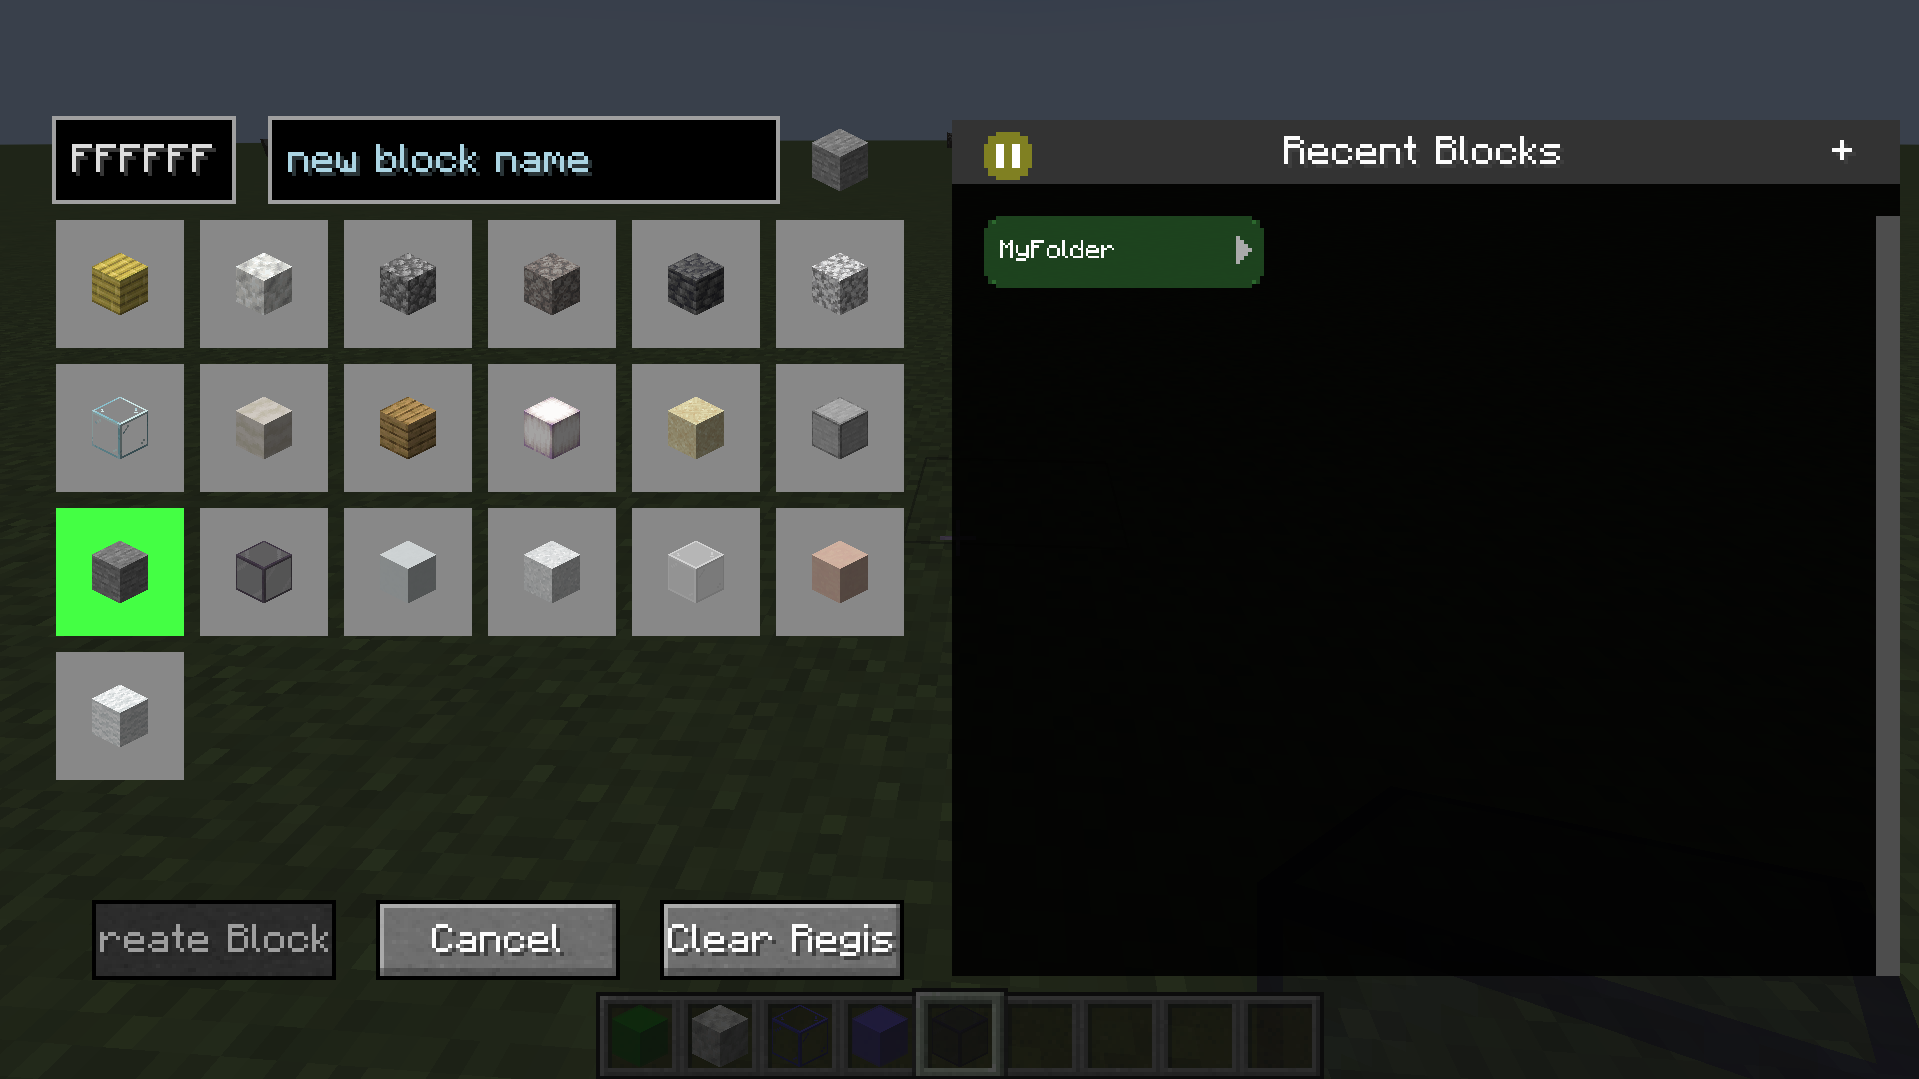 FFFFFF
new block name
Recent Blocks
+
MyFolder
reate Block
Cancel
Clear Regis